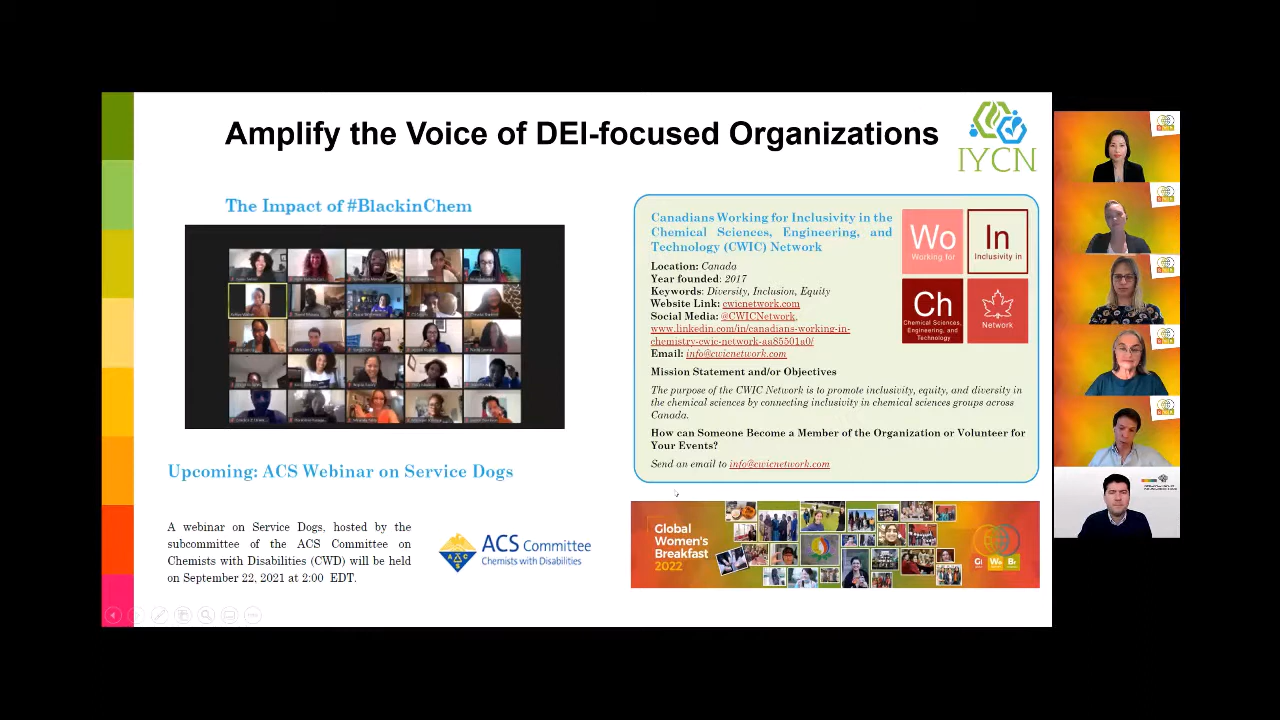 Amplify the Voice of DEI-focused Organizations
IYCN
The Impact of #BlackinChem
Upcoming: ACS Webinar on Service Dogs
A webinar on Service Dogs, hosted by the
subcommittee of the ACS Committee on
Chemists with Disabilities (CWD) will be held
on September 22, 2021 at 2:00 EDT.
ACS Committee
Chemists with Disabilities
Canadians Working for Inclusivity in the
Chemical Sciences, Engineering, and
Technology (CWIC) Network
Location: Canada
Year founded: 2017
Keywords: Diversity, Inclusion, Equity
Website Link: cwicnetwork.com
Social Media: @CWICNetwork,
www.linkedin.com/in/canadians-working-in-
chemistry-cwic-network-aa85501a0/
Email: info@cwicnetwork.com
Mission Statement and/or Objectives
The purpose of the CWIC Network is to promote inclusivity, equity, and diversity in
the chemical sciences by connecting inclusivity in chemical sciences groups across
Canada.
How can Someone Become a Member of the Organization or Volunteer for
Your Events?
Send an email to info@cwicnetwork.com
Wo
Working for
In
Inclusivity in
Ch
Chemical Sciences,
Engineering, and
Technology
Network
Global
Women's
Breakfast
2022
G W B